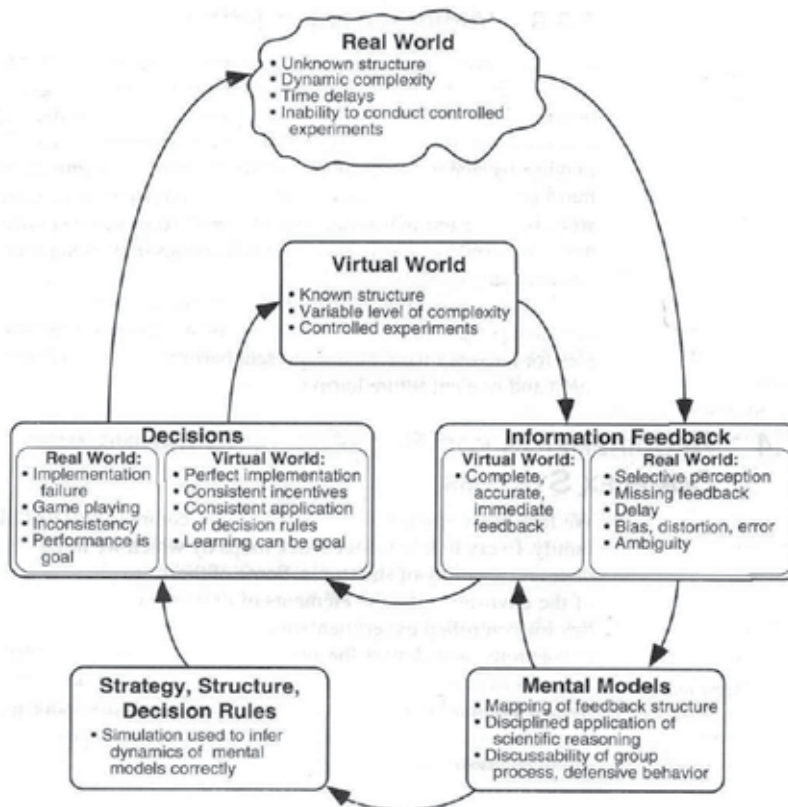 Real World
• Unknown structure
• Dynamic complexity
• Time delays
• Inability to conduct controlled
experiments
Virtual World
• Known structure
• Variable level of complexity
• Controlled experiments
Decisions
Real World:
• Implementation
failure
• Game playing
• Inconsistency
• Performance is
goal
Virtual World:
• Perfect implementation
• Consistent incentives
• Consistent application
of decision rules
• Learning can be goal
Information Feedback
Virtual World:
• Complete,
accurate,
immediate
feedback
Real World:
• Selective perception
• Missing feedback
• Delay
• Bias, distortion, error
• Ambiguity
Strategy, Structure,
Decision Rules
• Simulation used to infer
dynamics of mental
models correctly
Mental Models
• Mapping of feedback structure
• Disciplined application of
scientific reasoning
• Discussability of group
process, defensive behavior